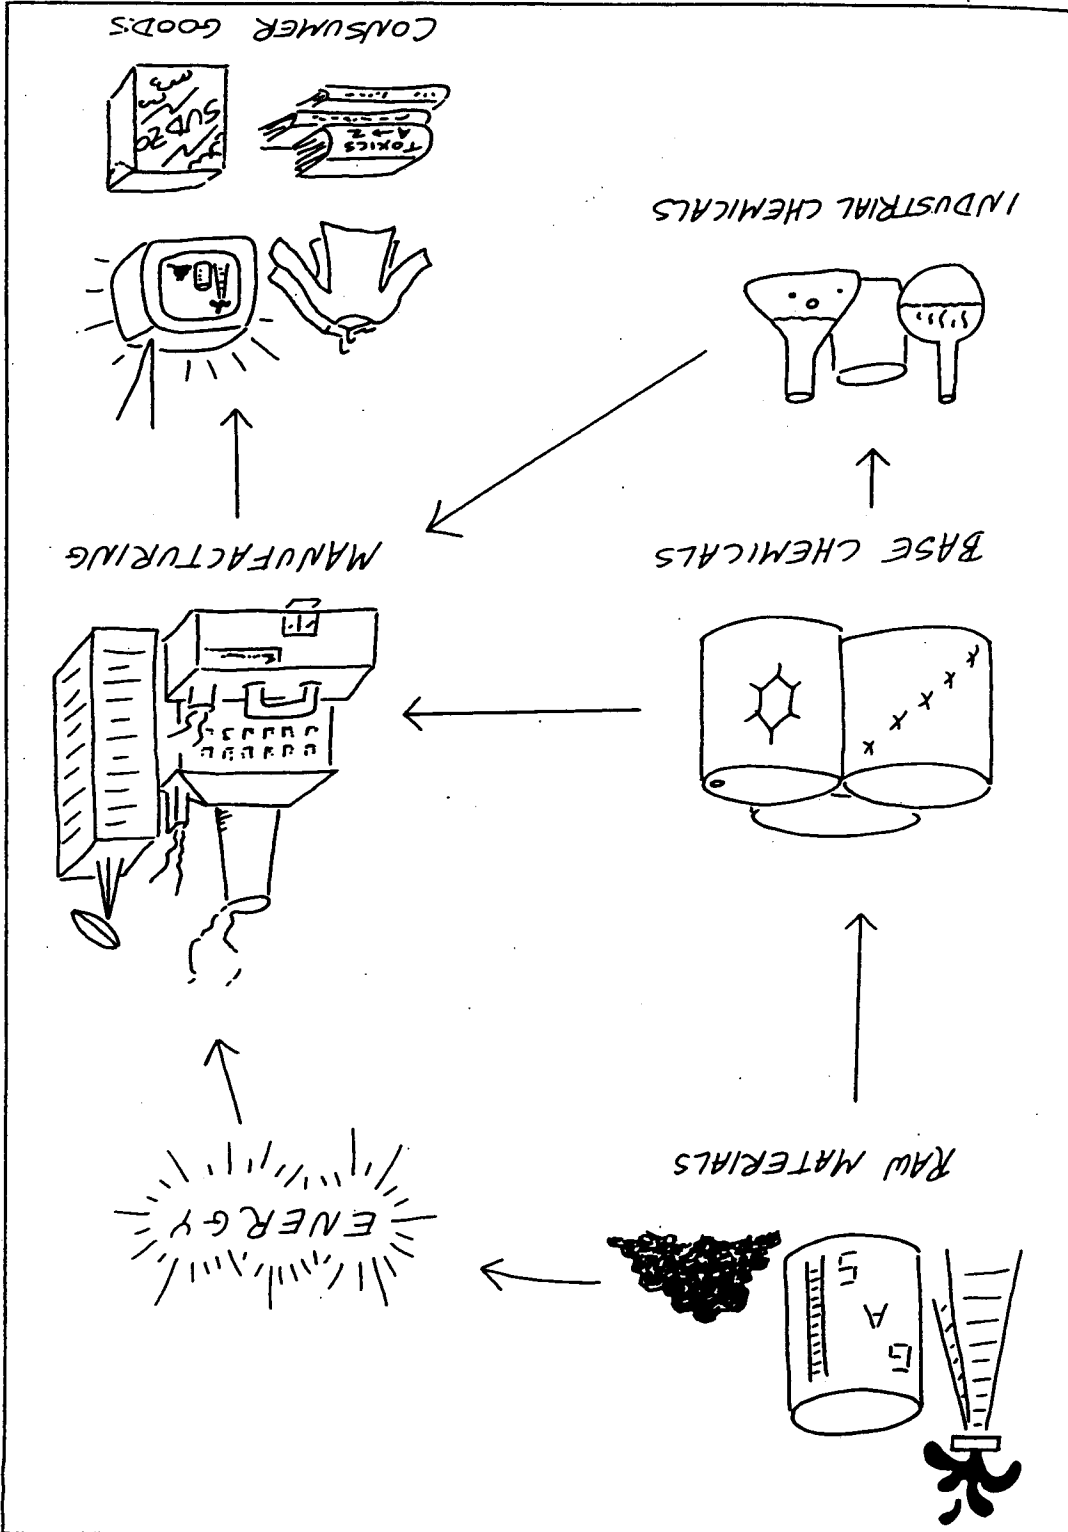 GAS
ENERGY
RAW MATERIALS
BASE CHEMICALS
MANUFACTURING
INDUSTRIAL CHEMICALS
TOXICS
A→Z
SUDZO
CONSUMER GOODS